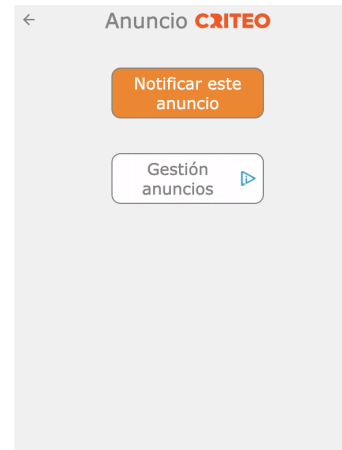 Anuncio CRITEO
Notificar este
anuncio
Gestión
anuncios